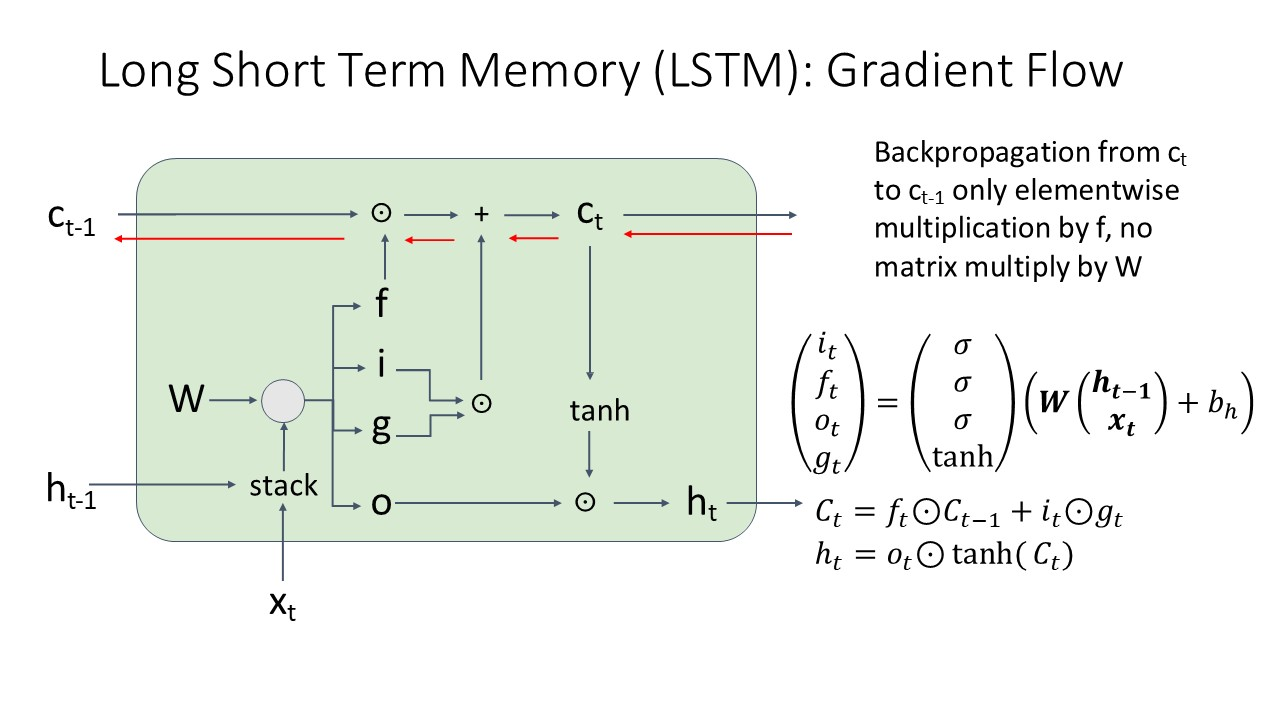 Long Short Term Memory (LSTM): Gradient Flow
Backpropagation from cₜ
to cₜ₋₁ only elementwise
multiplication by f, no
matrix multiply by W
cₜ₋₁
⊙
+
cₜ
f
i
g
⊙
W
tanh
hₜ₋₁
stack
o
⊙
hₜ
xₜ
(iₜ fₜ oₜ gₜ) = (σ σ σ tanh) (W (hₜ₋₁ xₜ) + bₕ)
Cₜ = fₜ⊙Cₜ₋₁ + iₜ⊙gₜ
hₜ = oₜ⊙ tanh( Cₜ)